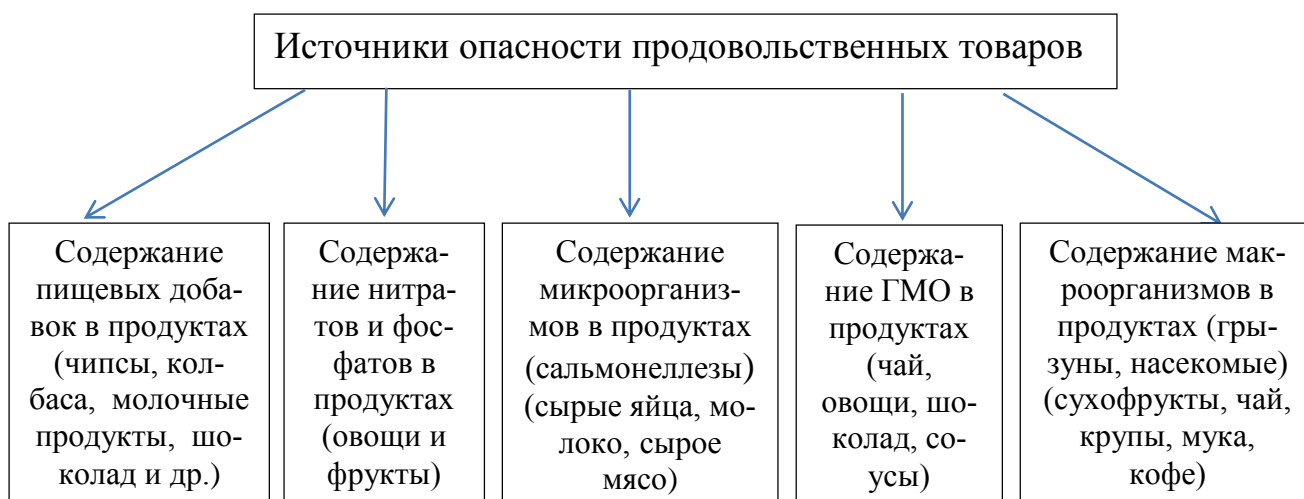 Источники опасности продовольственных товаров
Содержание
пищевых доба-
вок в продуктах
(чипсы, кол-
баса, молочные
продукты, шо-
колад и др.)
Содержа-
ние нитра-
тов и фос-
фатов в
продуктах
(овощи и
фрукты)
Содержание
микроорганиз-
мов в продуктах
(сальмонеллезы)
(сырые яйца, мо-
локо, сырое
мясо)
Содержа-
ние ГМО в
продуктах
(чай,
овощи, шо-
колад, со-
усы)
Содержание мак-
роорганизмов в
продуктах (гры-
зуны, насекомые)
(сухофрукты, чай,
крупы, мука,
кофе)